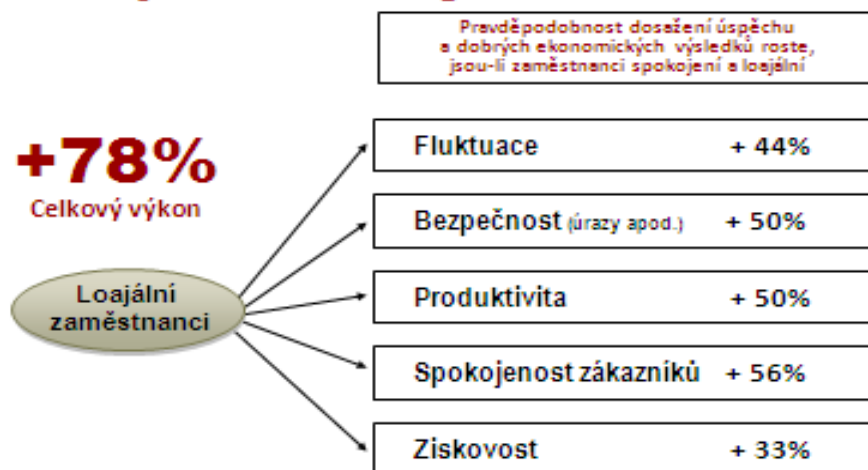 Pravděpodobnost dosažení úspěchu
a dobrých ekonomických výsledků roste,
jsou-li zaměstnanci spokojení a loajální
+78%
Celkový výkon
Loajální
zaměstnanci
Fluktuace + 44%
Bezpečnost (úrazy apod.) + 50%
Produktivita + 50%
Spokojenost zákazníků + 56%
Ziskovost + 33%